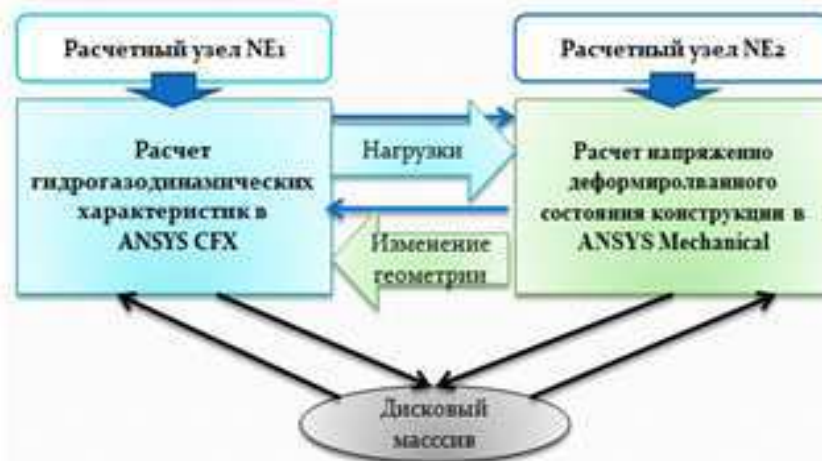 Расчетный узел NE1
Расчетный узел NE2
Расчет
гидрогазодинамических
характеристик в
ANSYS CFX
Нагрузки
Изменение
геометрии
Расчет напряженно
деформиролванного
состояния конструкции в
ANSYS Mechanical
Дисковый
масссив